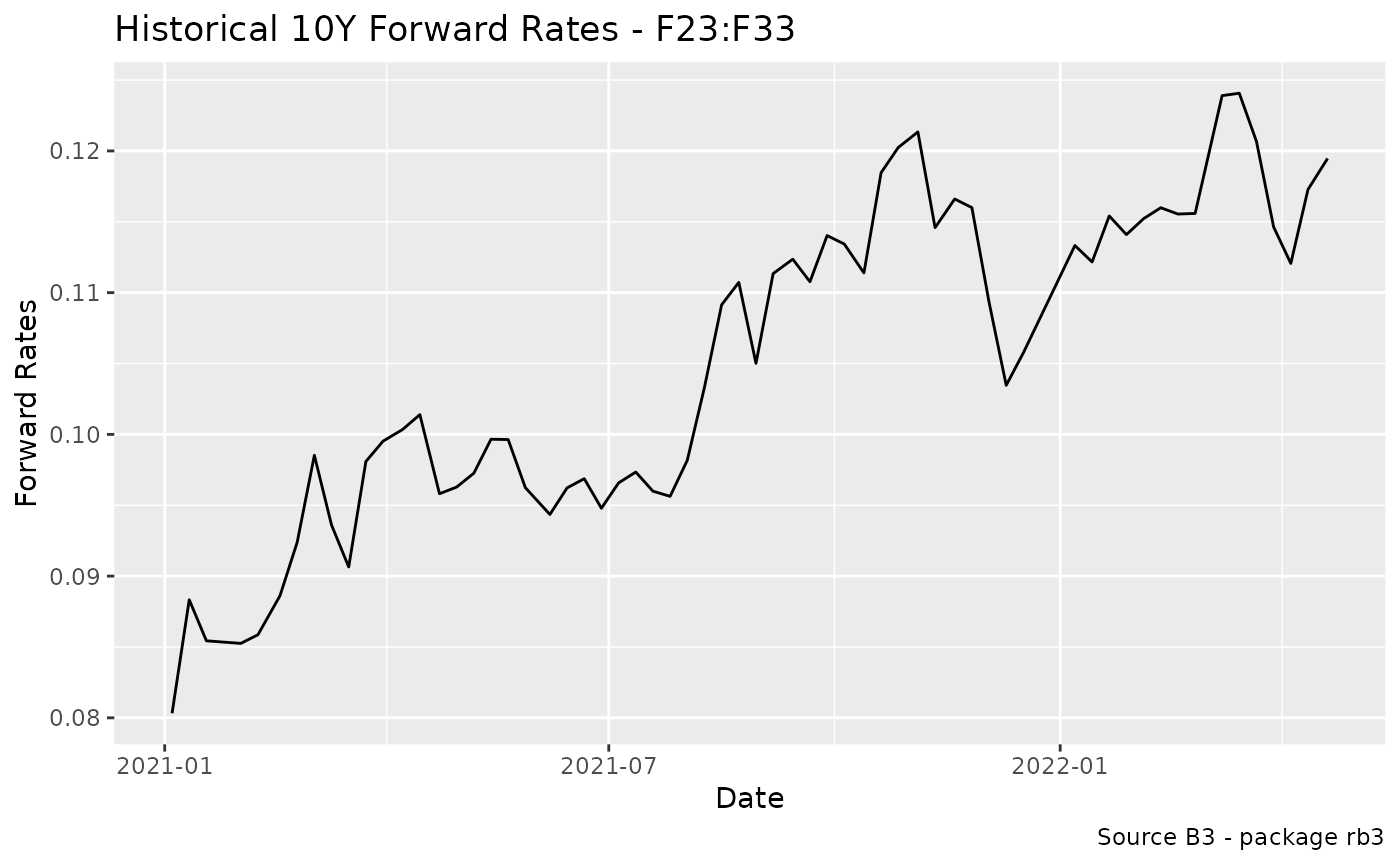 Historical 10Y Forward Rates - F23:F33
Forward Rates
0.12
0.11
0.10
0.09
0.08
2021-01
2021-07
2022-01
Date
Source B3 - package rb3